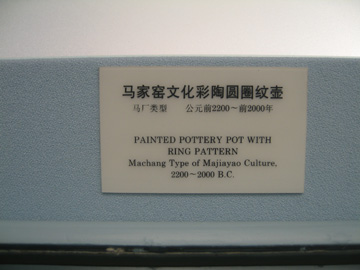 马家窑文化彩陶圆圈纹壶
马厂类型 公元前2200～前2000年
PAINTED POTTERY POT WITH
RING PATTERN
Machang Type of Majiayao Culture,
2200～2000 B.C.